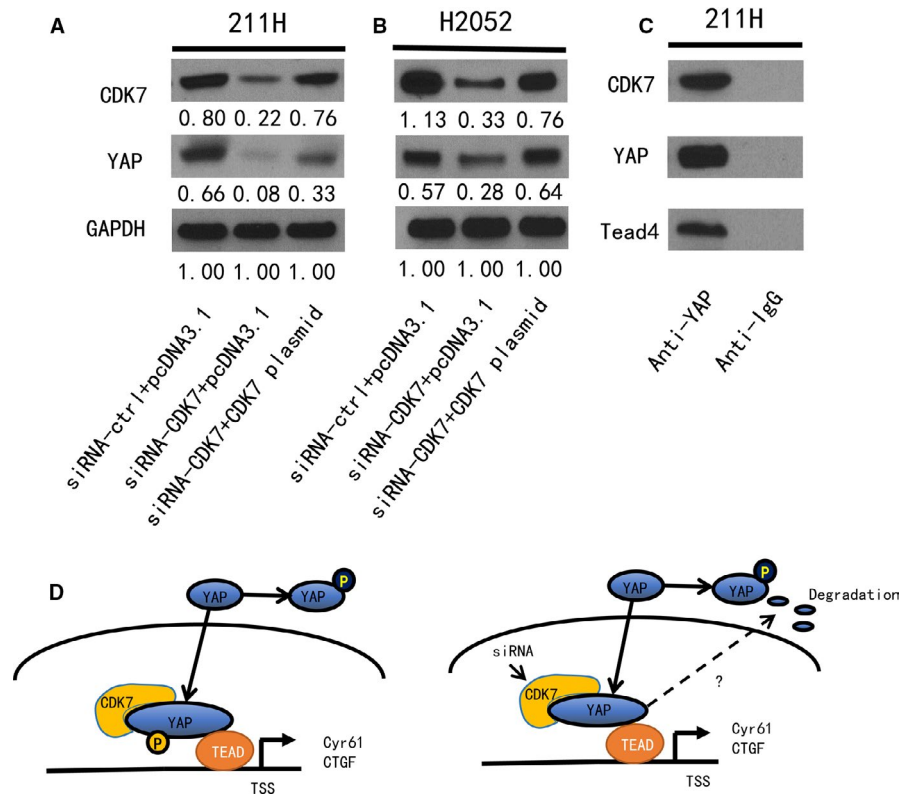 A
211H
CDK7
0.80 0.22 0.76
YAP
0.66 0.08 0.33
GAPDH
1.00 1.00 1.00
siRNA-ctrl+pcDNA3.1
siRNA-CDK7+pcDNA3.1
siRNA-CDK7+CDK7 plasmid
B
H2052
1.13 0.33 0.76
0.57 0.28 0.64
1.00 1.00 1.00
siRNA-ctrl+pcDNA3.1
siRNA-CDK7+pcDNA3.1
siRNA-CDK7+CDK7 plasmid
C
211H
CDK7
YAP
Tead4
Anti-YAP
Anti-IgG
D
YAP
YAP
P
CDK7
YAP
P
TEAD
Cyr61
CTGF
TSS
YAP
YAP
P
Degradation
siRNA
CDK7
YAP
?
TEAD
Cyr61
CTGF
TSS